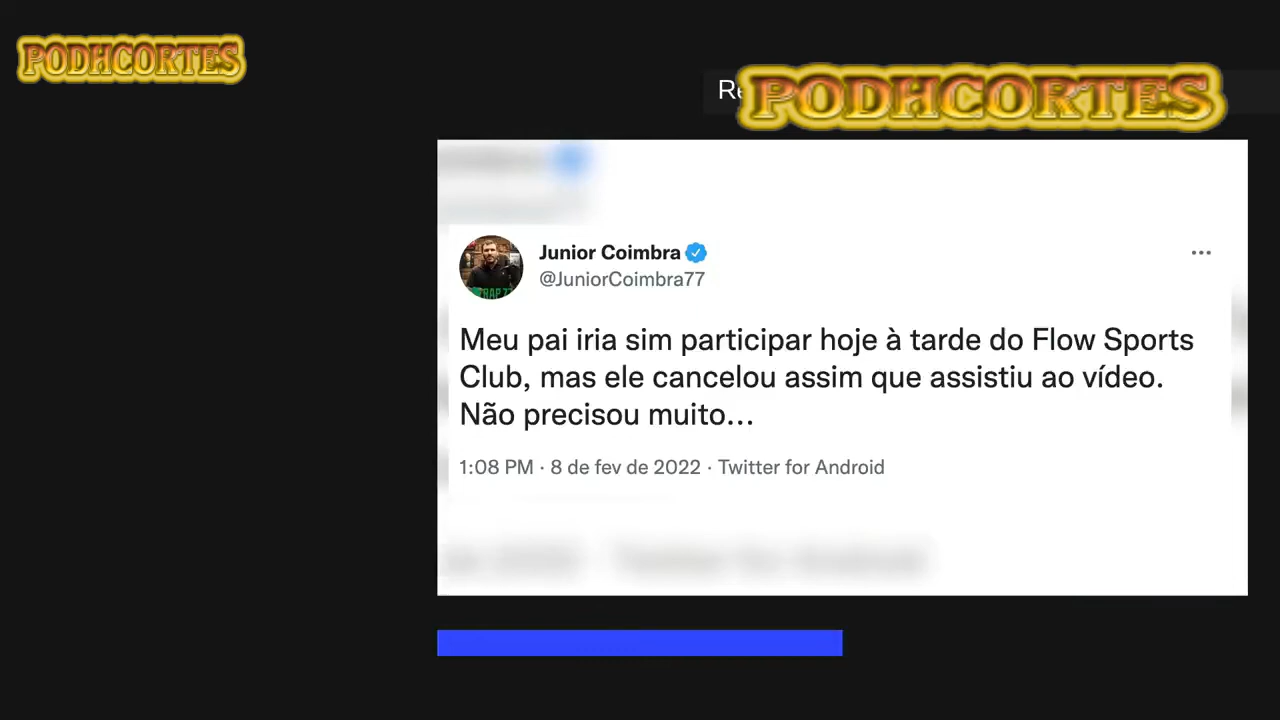 PODHCORTES
Re
PODHCORTES
Junior Coimbra
@JuniorCoimbra77
Meu pai iria sim participar hoje à tarde do Flow Sports
Club, mas ele cancelou assim que assistiu ao vídeo.
Não precisou muito...
1:08 PM · 8 de fev de 2022 · Twitter for Android